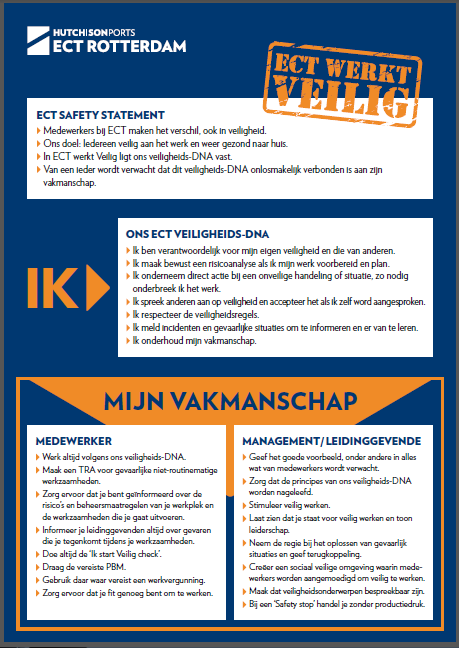 HUTCHISONPORTS
ECT ROTTERDAM
ECT WERKT
VEILIG
ECT SAFETY STATEMENT
Medewerkers bij ECT maken het verschil, ook in veiligheid.
Ons doel: Iedereen veilig aan het werk en weer gezond naar huis.
In ECT werkt Veilig ligt ons veiligheids-DNA vast.
Van een ieder wordt verwacht dat dit veiligheids-DNA onlosmakelijk verbonden is aan zijn
vakmanschap.
IK
ONS ECT VEILIGHEIDS-DNA
Ik ben verantwoordelijk voor mijn eigen veiligheid en die van anderen.
Ik maak bewust een risicoanalyse als ik mijn werk voorbereid en plan.
Ik onderneem direct actie bij een onveilige handeling of situatie, zo nodig
onderbreek ik het werk.
Ik spreek anderen aan op veiligheid en accepteer het als ik zelf word aangesproken.
Ik respecteer de veiligheidsregels.
Ik meld incidenten en gevaarlijke situaties om te informeren en er van te leren.
Ik onderhoud mijn vakmanschap.
MIJN VAKMANSCHAP
MEDEWERKER
Werk altijd volgens ons veiligheids-DNA.
Maak een TRA voor gevaarlijke niet-routinematige
werkzaamheden.
Zorg ervoor dat je bent geïnformeerd over de
risico's en beheersmaatregelen van je werkplek en
de werkzaamheden die je gaat uitvoeren.
Informeer je leidinggevenden altijd over gevaren
die je tegenkomt tijdens je werkzaamheden.
Doe altijd de 'Ik start Veilig check'.
Draag de vereiste PBM.
Gebruik daar waar vereist een werkvergunning.
Zorg ervoor dat je fit genoeg bent om te werken.
MANAGEMENT/ LEIDINGGEVENDE
Geef het goede voorbeeld, onder andere in alles
wat van medewerkers wordt verwacht.
Zorg dat de principes van ons veiligheids-DNA
worden nageleefd.
Stimuleer veilig werken.
Laat zien dat je staat voor veilig werken en toon
leiderschap.
Neem de regie bij het oplossen van gevaarlijk
situaties en geef terugkoppeling.
Creëer een sociaal veilige omgeving waarin mede-
werkers worden aangemoedigd om veilig te werken.
Maak dat veiligheidsonderwerpen bespreekbaar zijn.
Bij een 'Safety stop' handel je zonder productiedruk.